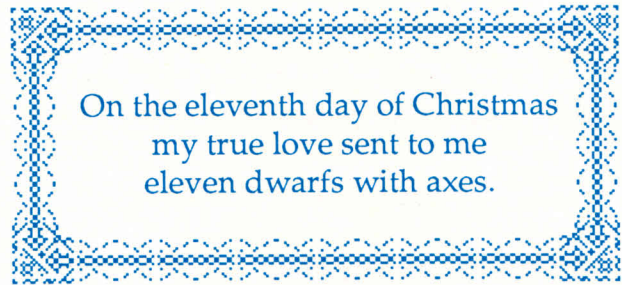 On the eleventh day of Christmas
my true love sent to me
eleven dwarfs with axes.